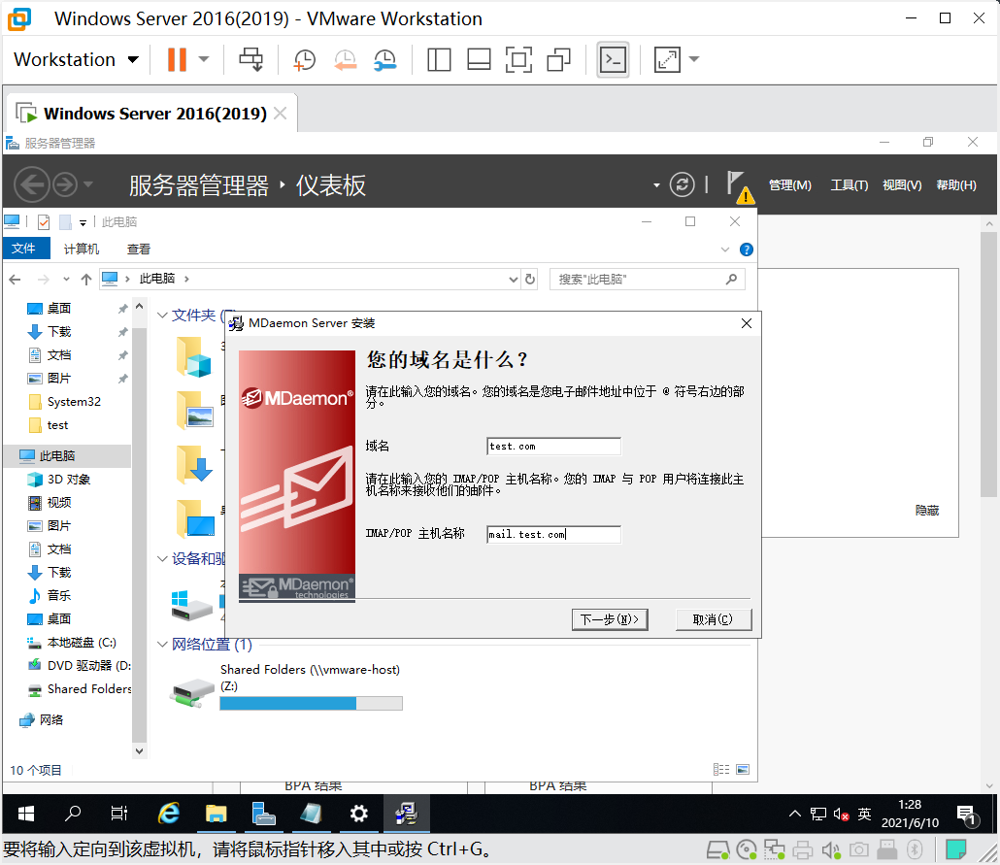 Windows Server 2016(2019) - VMware Workstation
Workstation
Windows Server 2016(2019)
服务器管理器
服务器管理器 仪表板
管理(M) 工具(T) 视图(V) 帮助(H)
此电脑
文件 计算机 查看
此电脑
搜索"此电脑"
桌面
下载
文档
图片
System32
test
此电脑
3D 对象
视频
图片
文档
下载
音乐
桌面
本地磁盘 (C:)
DVD 驱动器 (D:
Shared Folders
网络
文件夹
MDaemon Server 安装
MDaemon®
MDaemon®
technologies
您的域名是什么？
请在此输入您的域名。您的域名是您电子邮件地址中位于 @ 符号右边的部
分。
域名 test.com
请在此输入您的 IMAP/POP 主机名称。您的 IMAP 与 POP 用户将连接此主
机名称来接收他们的邮件。
IMAP/POP 主机名称 mail.test.com
下一步(N)> 取消(C)
隐藏
设备和驱
网络位置 (1)
Shared Folders (\\vmware-host)
(Z:)
10 个项目
BPA 结果 BPA 结果
英
1:28
2021/6/10
1
要将输入定向到该虚拟机，请将鼠标指针移入其中或按 Ctrl+G。